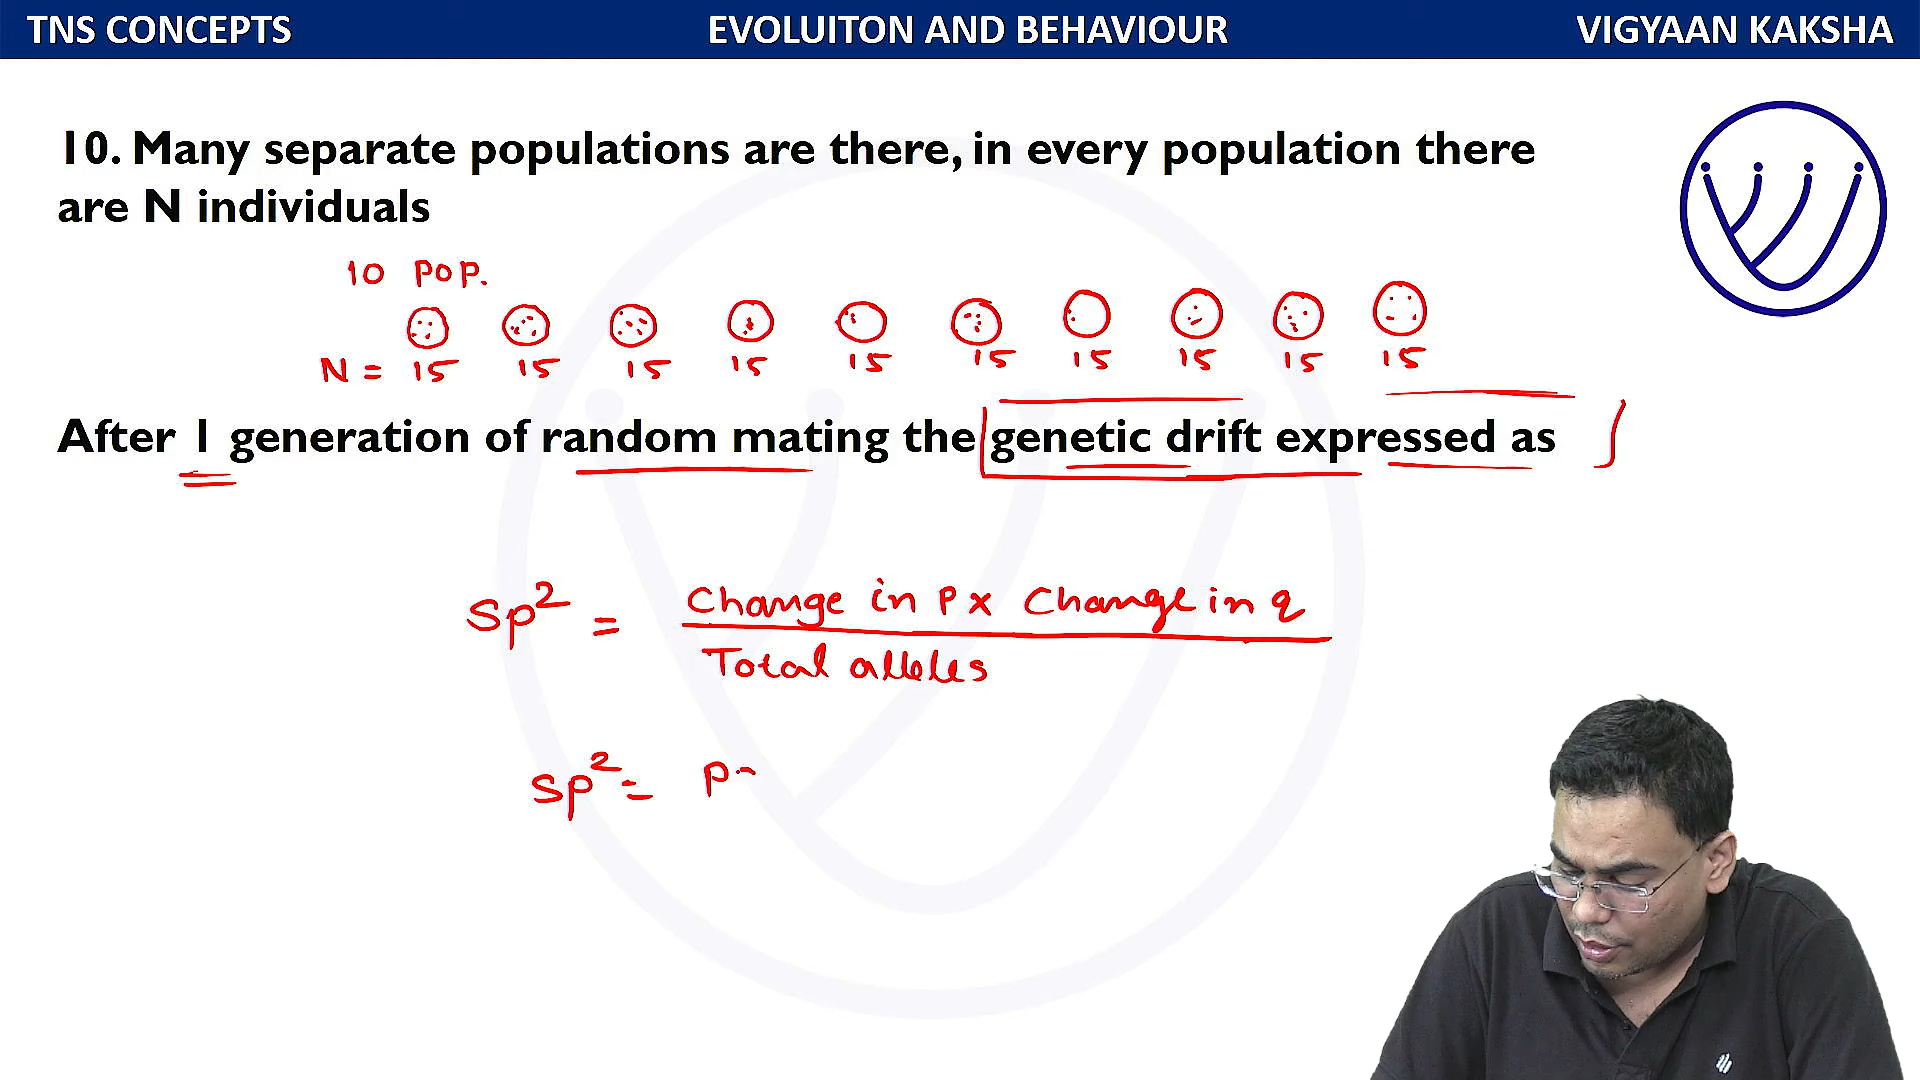 TNS CONCEPTS EVOLUITON AND BEHAVIOUR VIGYAAN KAKSHA
10. Many separate populations are there, in every population there
are N individuals
10 POP.
N = 15 15 15 15 15 15 15 15 15 15
After 1 generation of random mating the genetic drift expressed as
Sp² = Change in P x Change in q
Total alleles
Sp² = P-